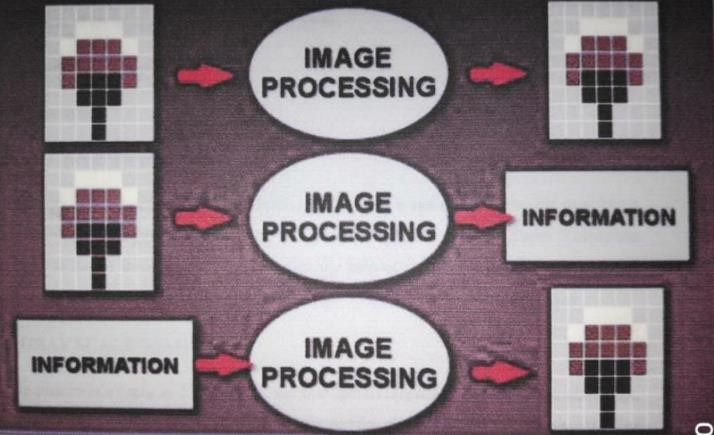 IMAGE
PROCESSING
IMAGE
PROCESSING
INFORMATION
INFORMATION
IMAGE
PROCESSING